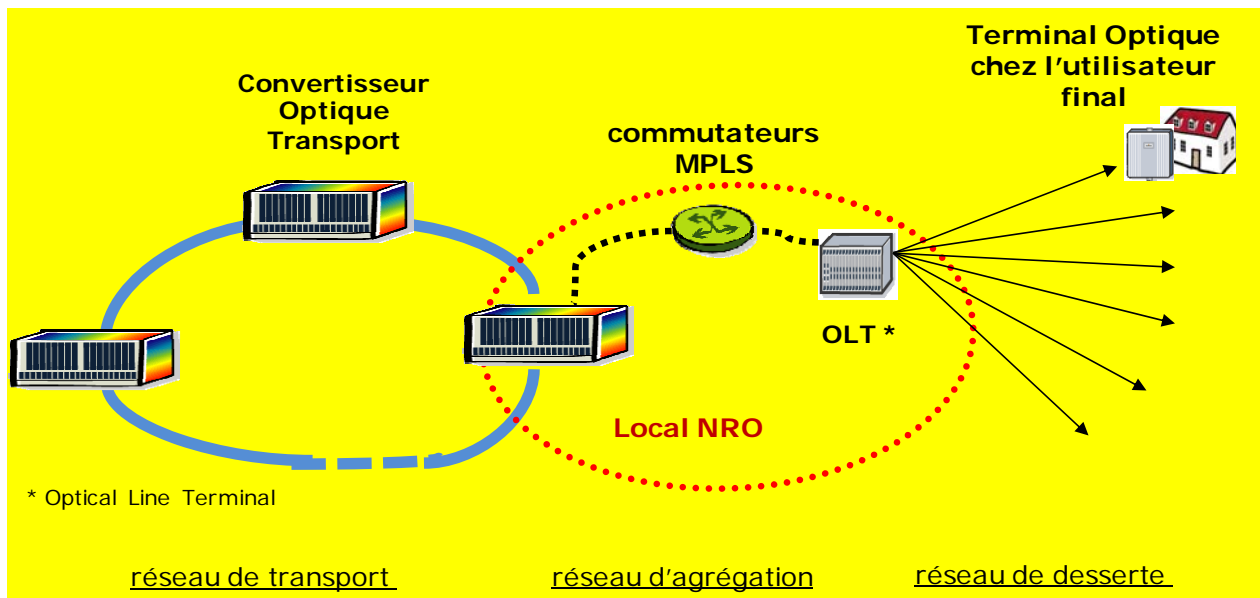 Terminal Optique
chez l'utilisateur
final
Convertisseur
Optique
Transport
commutateurs
MPLS
OLT *
Local NRO
* Optical Line Terminal
réseau de transport
réseau d'agrégation
réseau de desserte